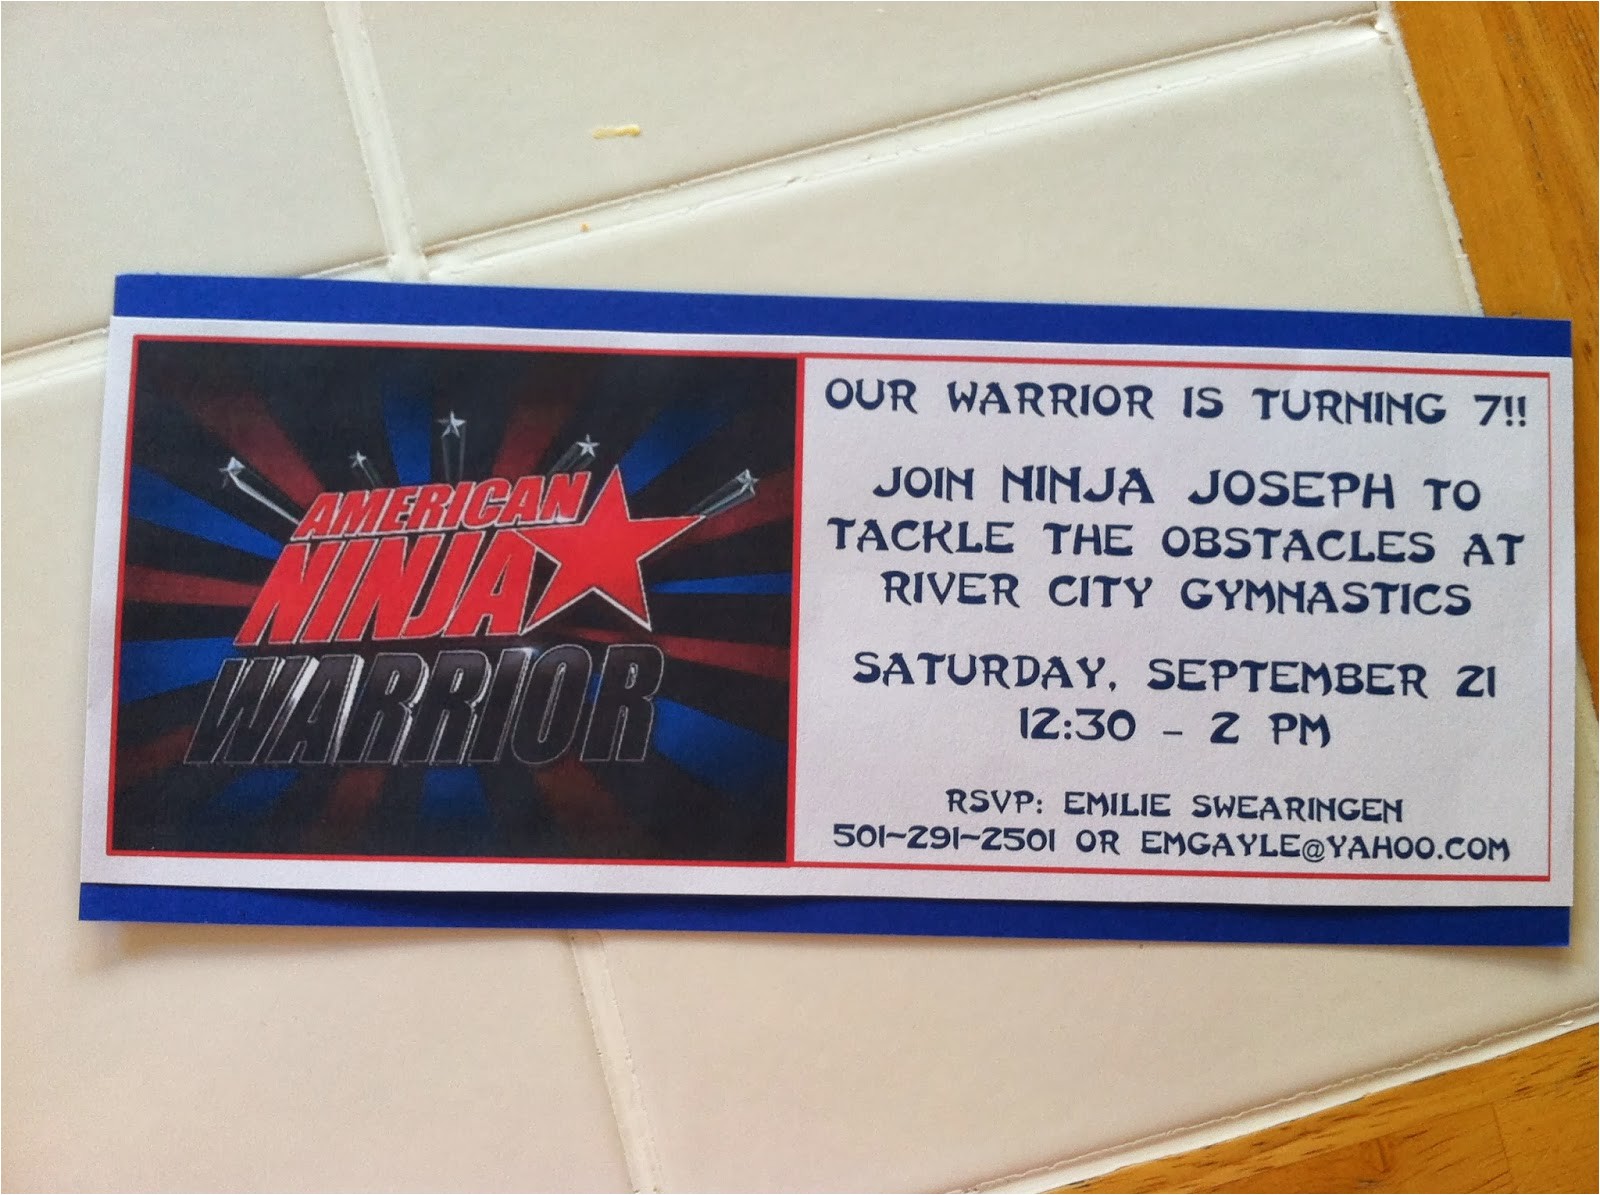 AMERICAN
NINJA
WARRIOR
OUR WARRIOR IS TURNING 7!!
JOIN NINJA JOSEPH TO
TACKLE THE OBSTACLES AT
RIVER CITY GYMNASTICS
SATURDAY, SEPTEMBER 21
12:30 - 2 PM
RSVP: EMILIE SWEARINGEN
501-291-2501 OR EMGAYLE@YAHOO.COM